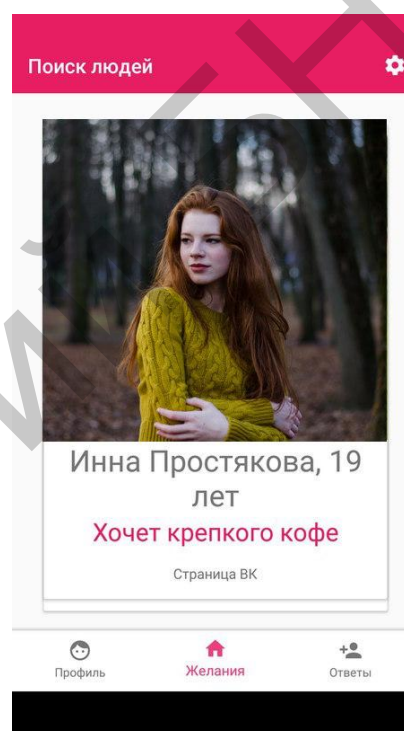 Поиск людей
Инна Простякова, 19
лет
Хочет крепкого кофе
Страница ВК
Профиль
Желания
Ответы